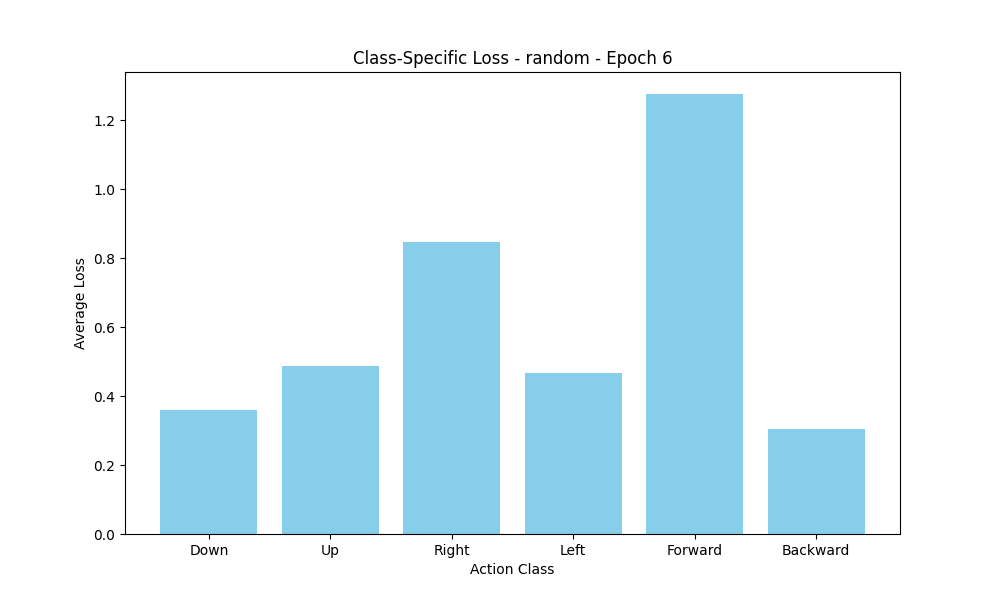 Class-Specific Loss - random - Epoch 6
Average Loss
1.2
1.0
0.8
0.6
0.4
0.2
0.0
Down Up Right Left Forward Backward
Action Class